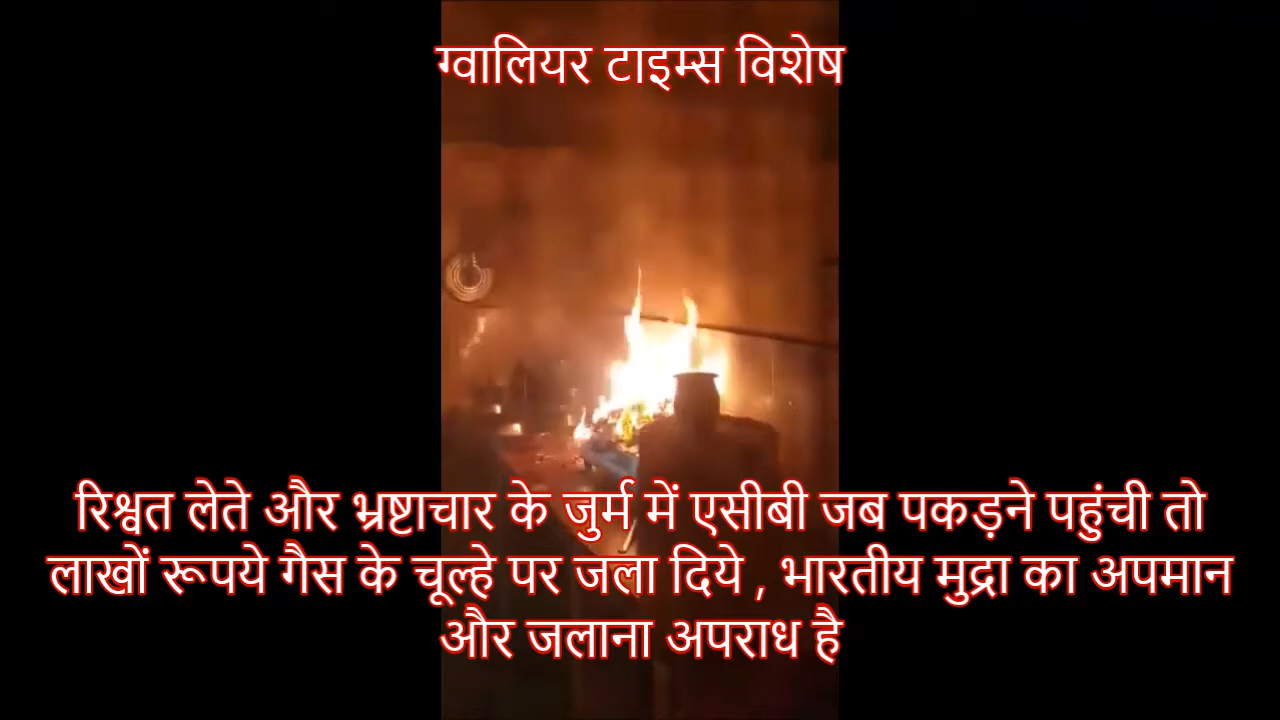 ग्वालियर टाइम्स विशेष
रिश्वत लेते और भ्रष्टाचार के जुर्म में एसीबी जब पकड़ने पहुंची तो
लाखों रूपये गैस के चूल्हे पर जला दिये , भारतीय मुद्रा का अपमान
और जलाना अपराध है